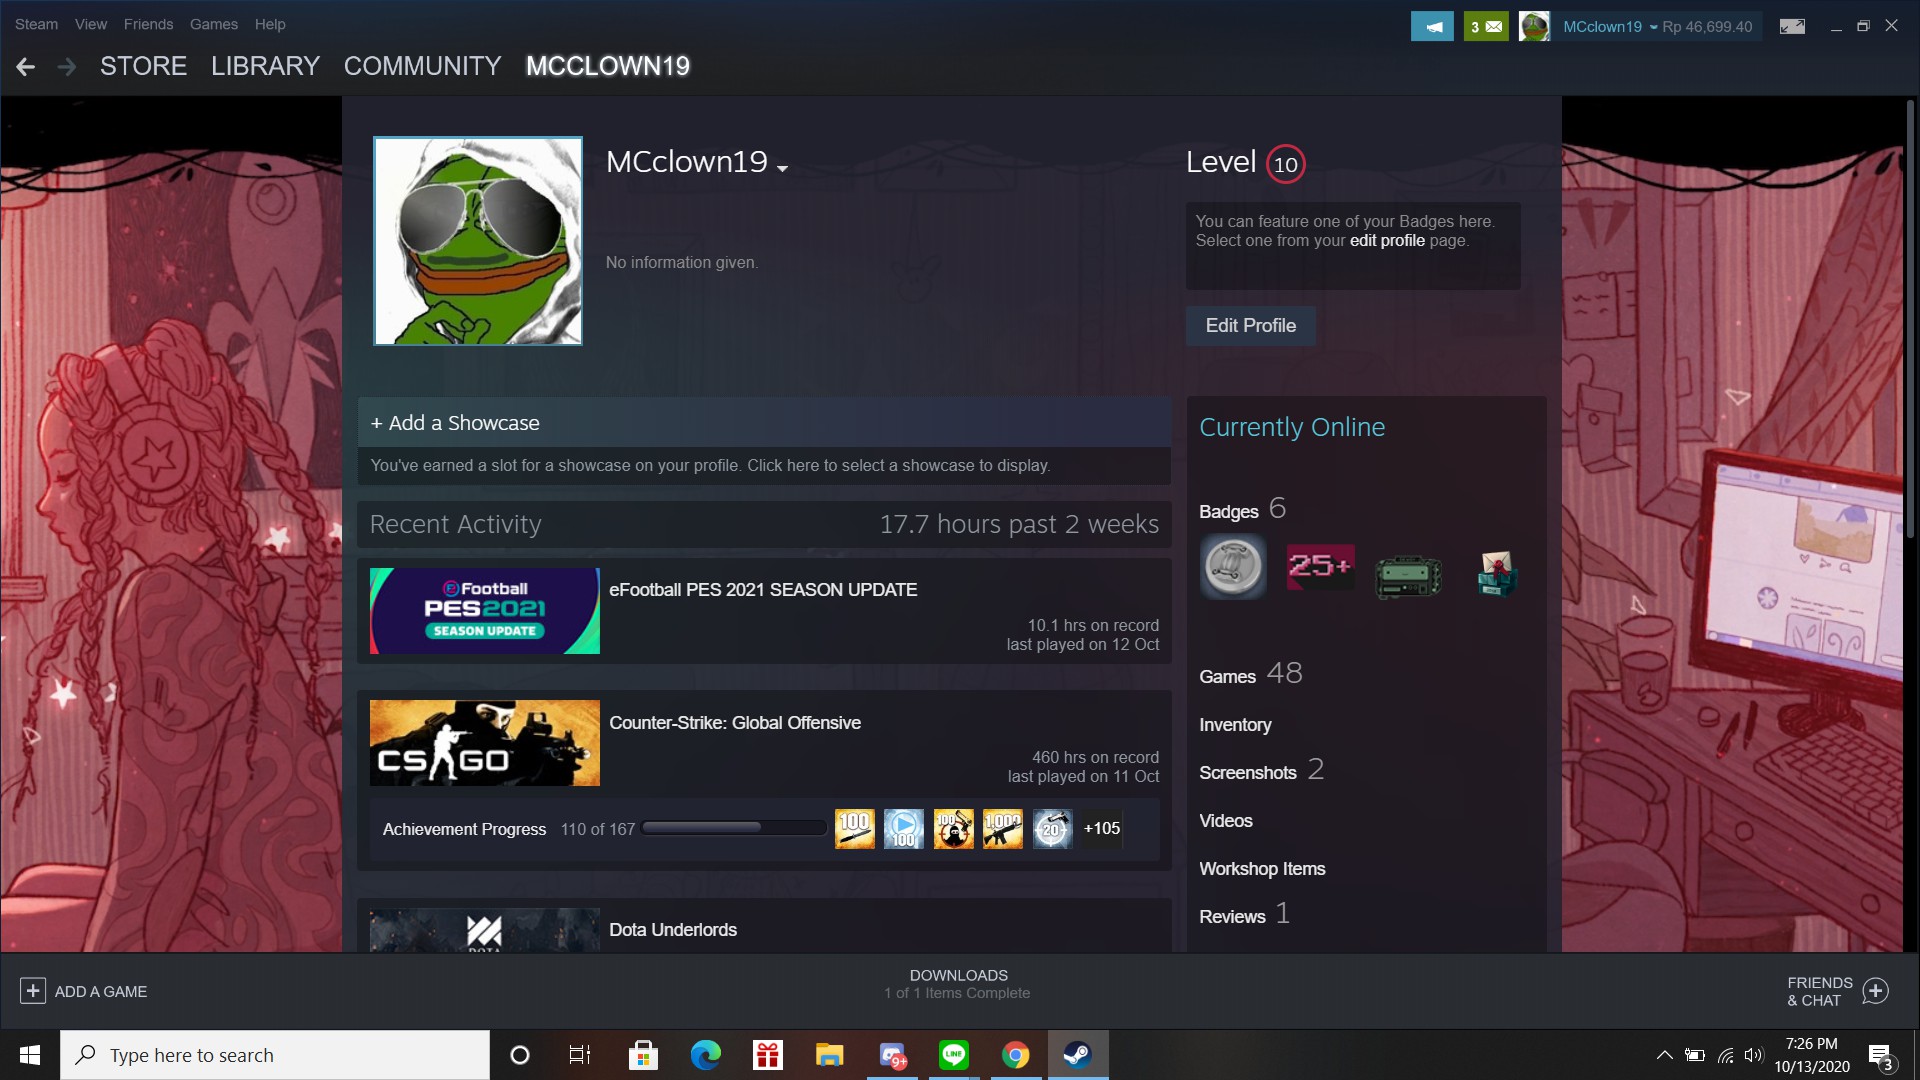 Steam View Friends Games Help
3 MCclown19 Rp 46,699.40
STORE LIBRARY COMMUNITY MCCLOWN19
MCclown19
Level 10
No information given.
You can feature one of your Badges here.
Select one from your edit profile page.
Edit Profile
+ Add a Showcase
You've earned a slot for a showcase on your profile. Click here to select a showcase to display.
Recent Activity 17.7 hours past 2 weeks
eFootball
PES2021
SEASON UPDATE
eFootball PES 2021 SEASON UPDATE
10.1 hrs on record
last played on 12 Oct
CS GO
Counter-Strike: Global Offensive
460 hrs on record
last played on 11 Oct
Achievement Progress 110 of 167
100
100
100
1,000
20
+105
DOTA
Dota Underlords
Currently Online
Badges 6
25+
Games 48
Inventory
Screenshots 2
Videos
Workshop Items
Reviews 1
ADD A GAME
DOWNLOADS
1 of 1 Items Complete
FRIENDS
& CHAT
Type here to search
9+
LINE
7:26 PM
10/13/2020
3